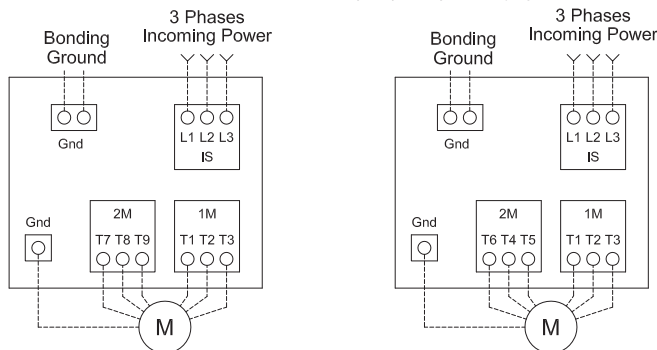 3 Phases
Incoming Power
Bonding
Ground
L1 L2 L3
IS
Gnd
2M
1M
Gnd
T7 T8 T9
T1 T2 T3
M
3 Phases
Incoming Power
Bonding
Ground
L1 L2 L3
IS
Gnd
2M
1M
Gnd
T6 T4 T5
T1 T2 T3
M